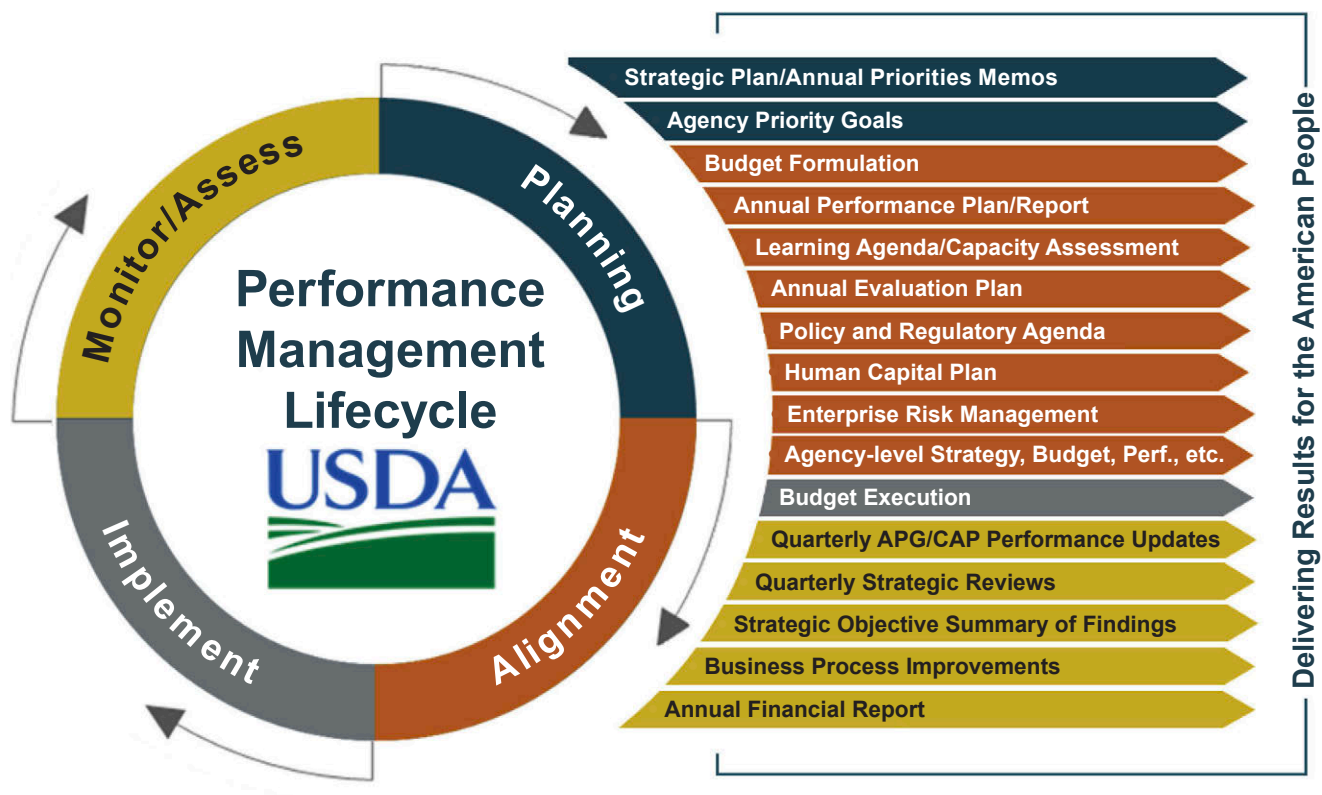 Performance
Management
Lifecycle
USDA
Monitor/Assess
Planning
Alignment
Implement
Strategic Plan/Annual Priorities Memos
Agency Priority Goals
Budget Formulation
Annual Performance Plan/Report
Learning Agenda/Capacity Assessment
Annual Evaluation Plan
Policy and Regulatory Agenda
Human Capital Plan
Enterprise Risk Management
Agency-level Strategy, Budget, Perf., etc.
Budget Execution
Quarterly APG/CAP Performance Updates
Quarterly Strategic Reviews
Strategic Objective Summary of Findings
Business Process Improvements
Annual Financial Report
Delivering Results for the American People